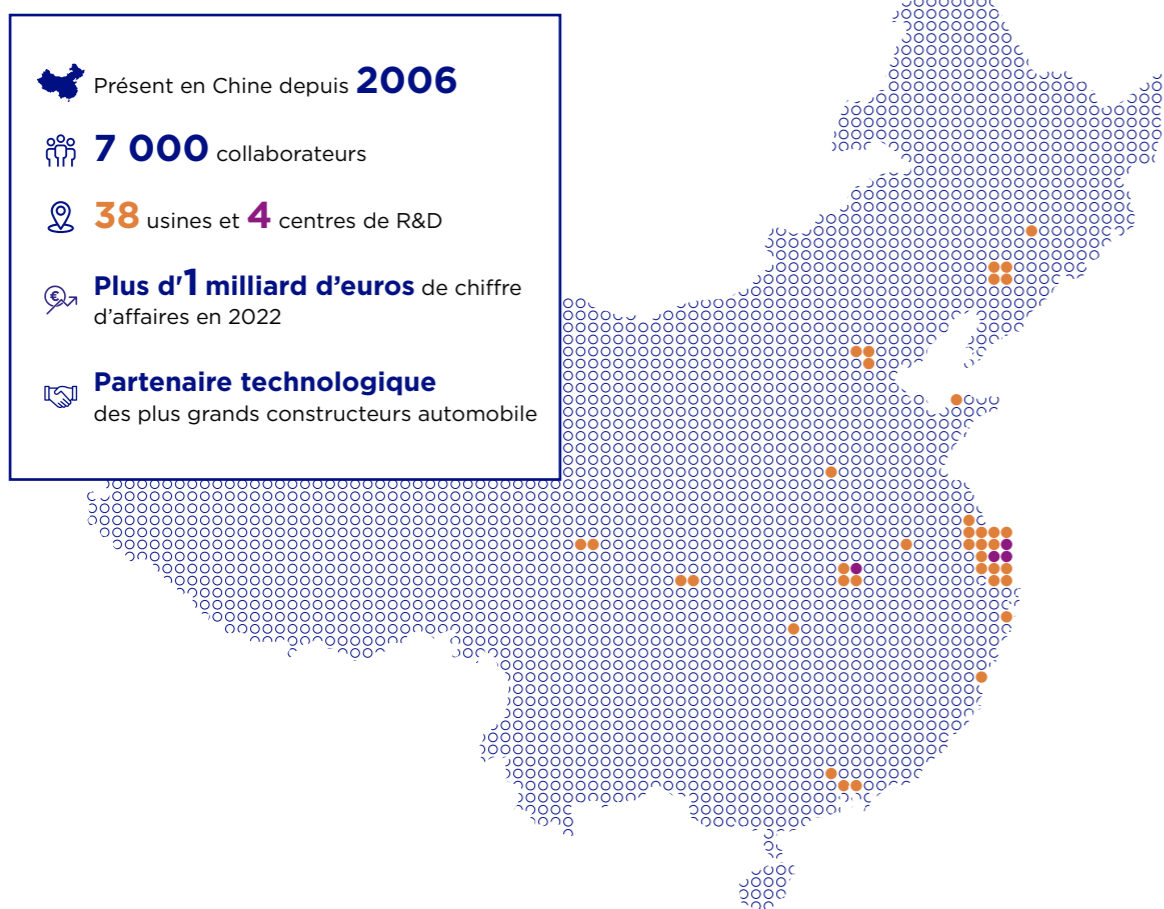 Présent en Chine depuis 2006
7 000 collaborateurs
38 usines et 4 centres de R&D
Plus d'1 milliard d’euros de chiffre
d’affaires en 2022
Partenaire technologique
des plus grands constructeurs automobile